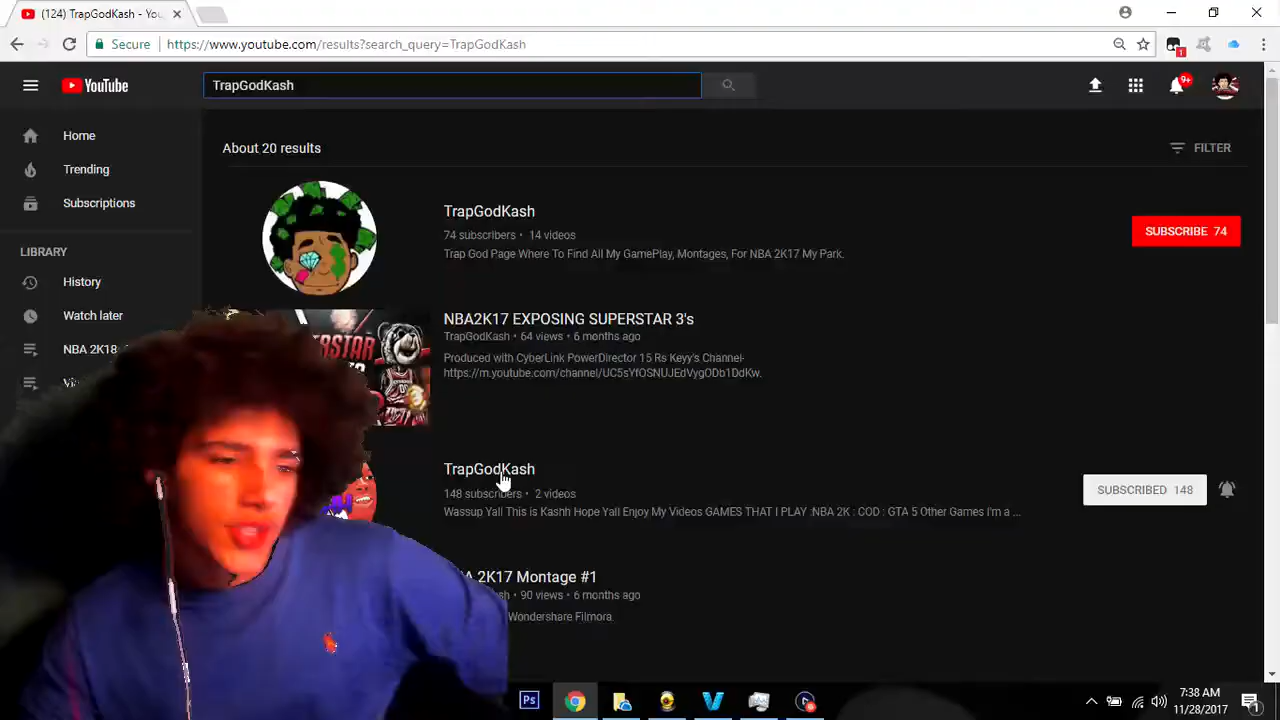 (124) TrapGodKash - Yo
Secure
https://www.youtube.com/results?search_query=TrapGodKash
1
YouTube
TrapGodKash
9+
Home
Trending
Subscriptions
LIBRARY
History
Watch later
NBA 2K18
About 20 results
FILTER
TrapGodKash
74 subscribers • 14 videos
Trap God Page Where To Find All My GamePlay, Montages, For NBA 2K17 My Park.
SUBSCRIBE 74
NBA2K17 EXPOSING SUPERSTAR 3's
TrapGodKash • 64 views • 6 months ago
Produced with CyberLink PowerDirector 15 Rs Keyy's Channel-
https://m.youtube.com/channel/UC5sYfOSNUJEdVygODb1DdKw.
TrapGodKash
148 subscribers • 2 videos
Wassup Yall This is Kashh Hope Yall Enjoy My Videos GAMES THAT I PLAY :NBA 2K : COD : GTA 5 Other Games I'm a ...
SUBSCRIBED 148
2K17 Montage #1
90 views • 6 months ago
Wondershare Filmora.
Ps
7:38 AM
11/28/2017
1